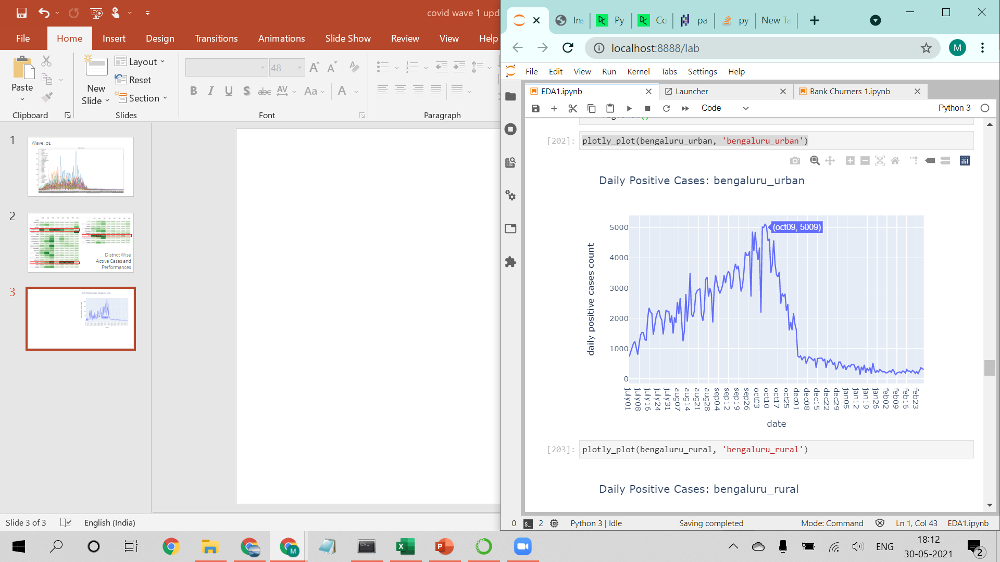 covid wave 1 upd
File Home Insert Design Transitions Animations Slide Show Review View Help
Paste
New
Slide
Layout
Reset
Section
48
B I U S abc AV Aa A
Clipboard Slides Font Paragraph
1
Wave: 01
2
District Wise
Active Cases and
Performances
3
Daily Positive Cases: bengaluru_rural
Slide 3 of 3 English (India)
Ins Py Co pa py New Ta
localhost:8888/lab
M
File Edit View Run Kernel Tabs Settings Help
EDA1.ipynb Launcher Bank Churners 1.ipynb
Code Python 3
[202]: plotly_plot(bengaluru_urban, 'bengaluru_urban')
Daily Positive Cases: bengaluru_urban
(oct09, 5009)
5000
4000
3000
2000
1000
0
daily positive cases count
july01 july08 july16 july24 july31 aug07 aug14 aug21 aug28 sep04 sep12 sep19 sep26 oct03 oct10 oct17 oct25 dec01 dec08 dec15 dec22 dec29 jan05 jan12 jan19 jan26 feb02 feb09 feb16 feb23
date
[203]: plotly_plot(bengaluru_rural, 'bengaluru_rural')
Daily Positive Cases: bengaluru_rural
0 2 Python 3 | Idle Saving completed Mode: Command Ln 1, Col 43 EDA1.ipynb
ENG
18:12
30-05-2021
2